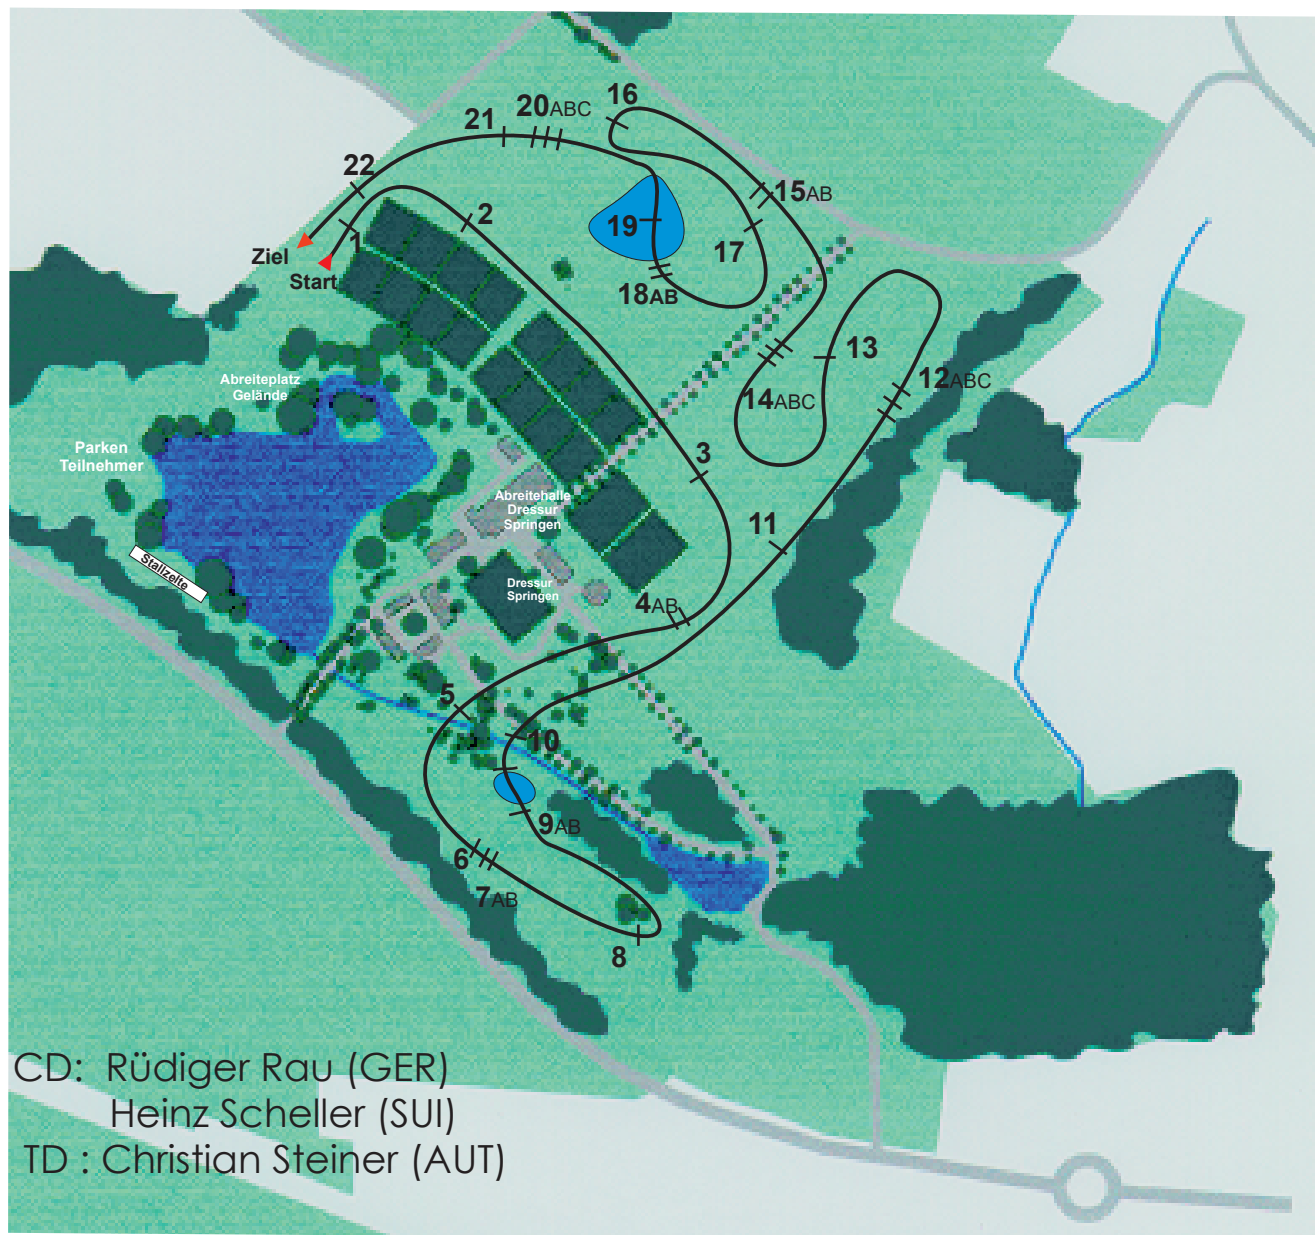 16
20ABC
21
22
15AB
2
19
17
1
Ziel
Start
18AB
13
12ABC
Abreiteplatz
Gelände
14ABC
Parken
Teilnehmer
3
Abreitehalle
Dressur
Springen
11
Stallzelte
Dressur
Springen
4AB
5
10
9AB
6
7AB
8
CD: Rüdiger Rau (GER)
Heinz Scheller (SUI)
TD : Christian Steiner (AUT)